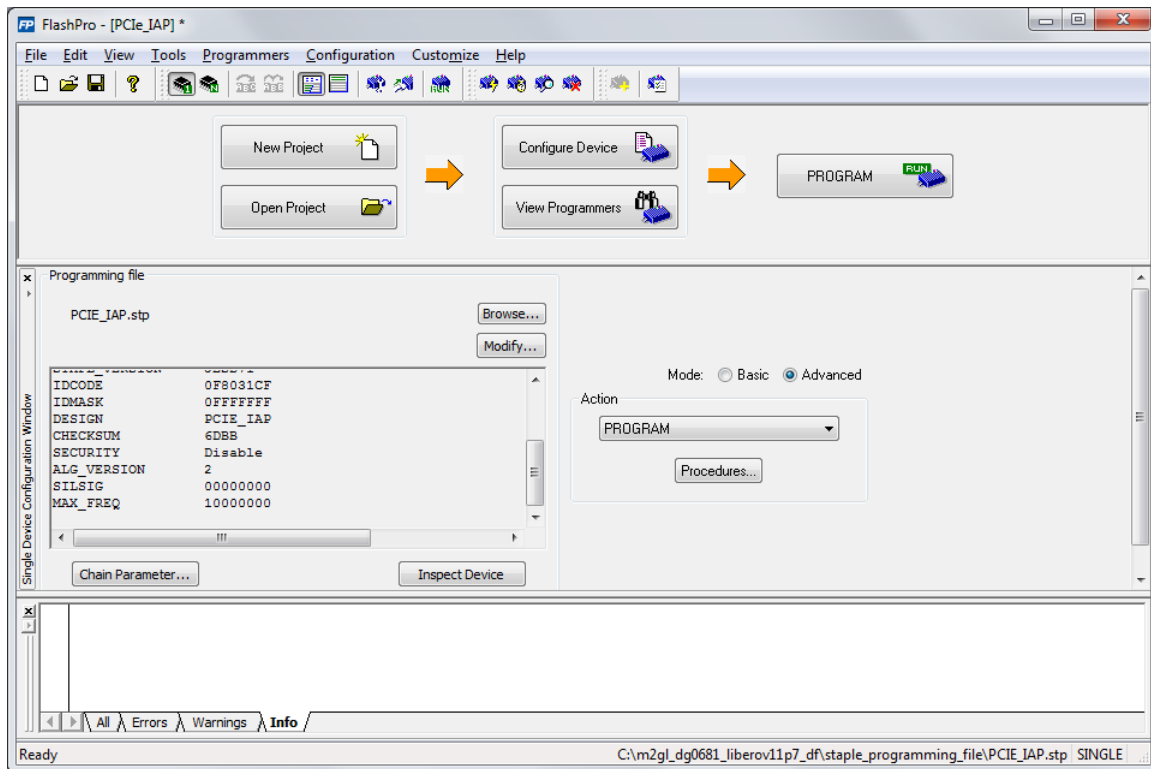 FlashPro - [PCIe_IAP] *
File Edit View Tools Programmers Configuration Customize Help
New Project
Configure Device
PROGRAM
RUN
Open Project
View Programmers
Programming file
PCIE_IAP.stp
Browse...
Modify...
IDCODE 0F8031CF
IDMASK 0FFFFFFF
DESIGN PCIE_IAP
CHECKSUM 6DBB
SECURITY Disable
ALG_VERSION 2
SILSIG 00000000
MAX_FREQ 10000000
Chain Parameter...
Inspect Device
Mode: Basic Advanced
Action
PROGRAM
Procedures...
Single Device Configuration Window
All Errors Warnings Info
Ready
C:\m2gl_dg0681_liberov11p7_df\staple_programming_file\PCIE_IAP.stp SINGLE